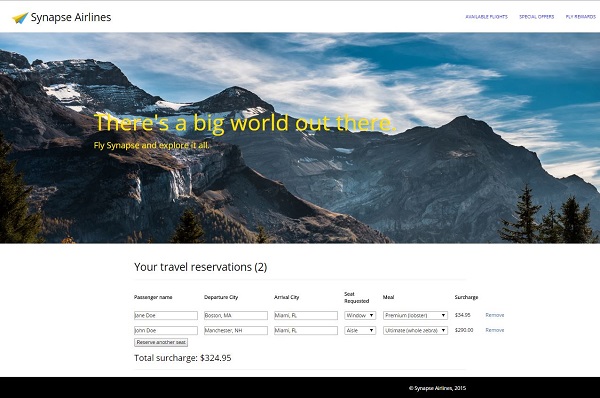 Synapse Airlines
AVAILABLE FLIGHTS SPECIAL OFFERS FLY REWARDS
There's a big world out there.
Fly Synapse and explore it all.
Your travel reservations (2)
Passenger name Departure City Arrival City Seat Requested Meal Surcharge
Jane Doe Boston, MA Miami, FL Window Premium (lobster) $34.95 Remove
John Doe Manchester, NH Miami, FL Aisle Ultimate (whole zebra) $290.00 Remove
Reserve another seat
Total surcharge: $324.95
© Synapse Airlines, 2015